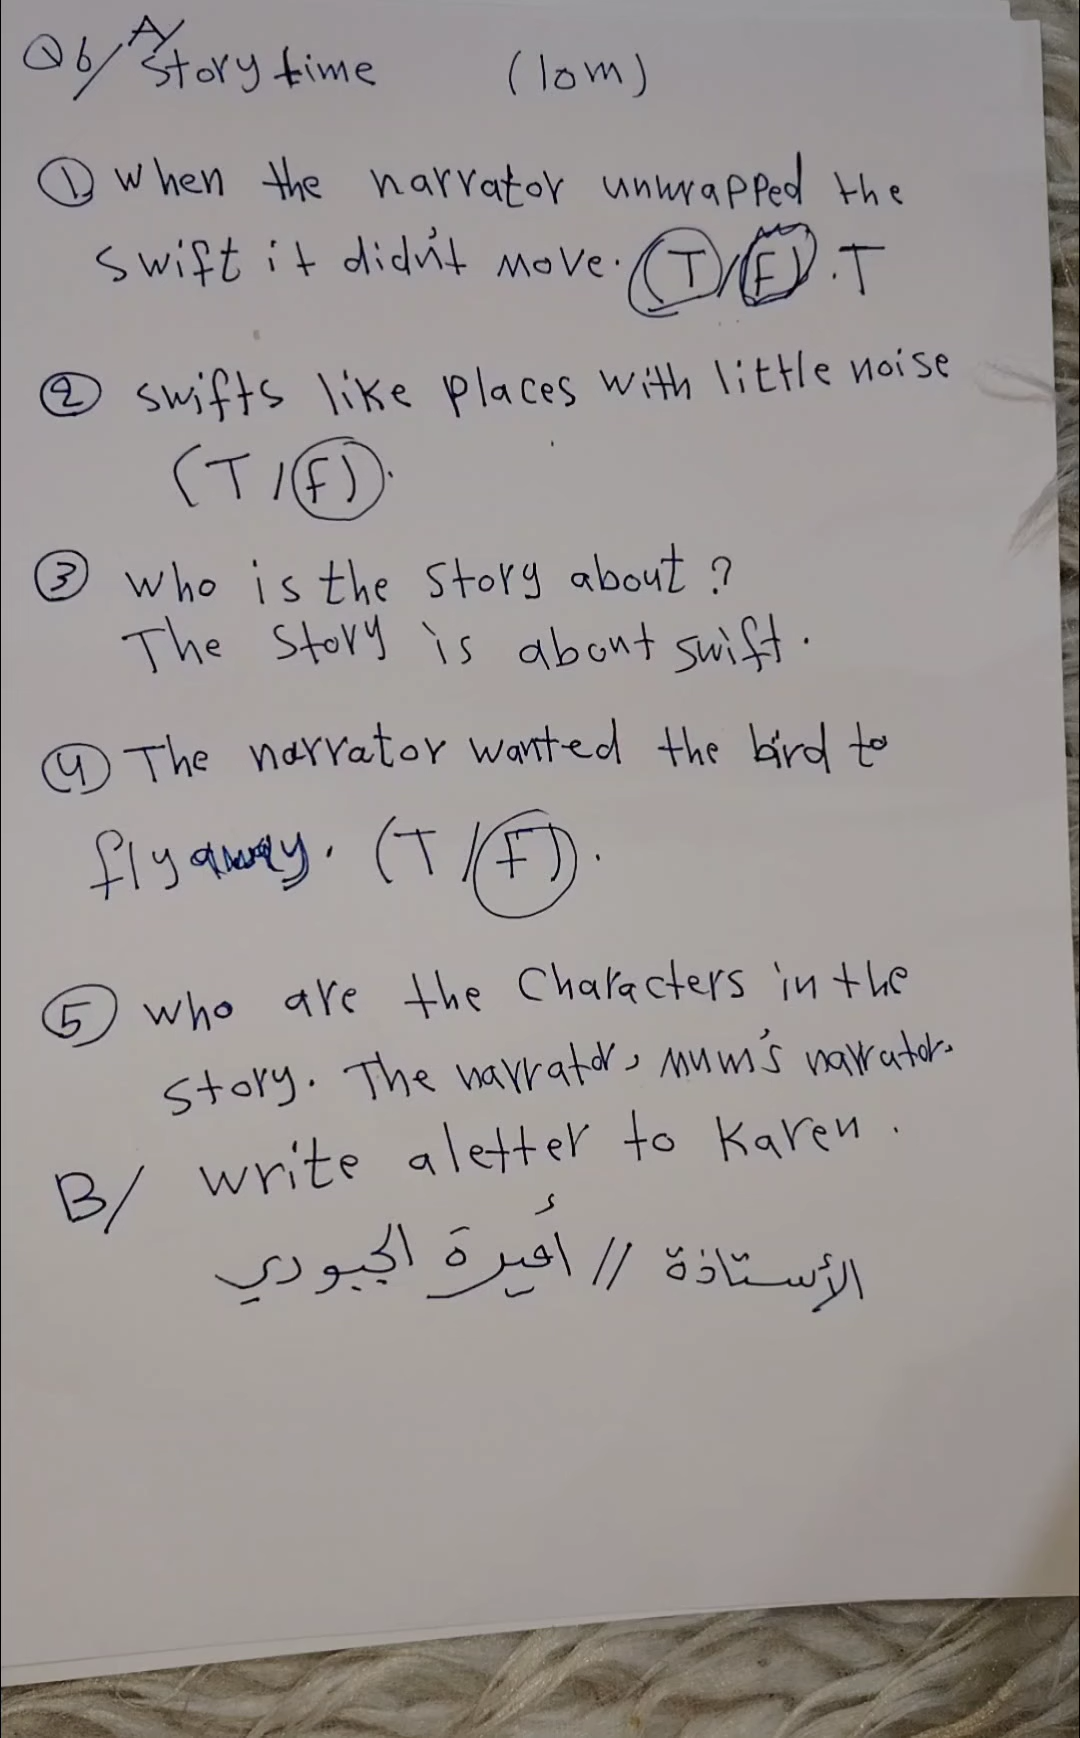 Q6/ A/ Story time (10m)
① When the narrator unwrapped the
swift it didn't move. (T/F). T
② swifts like places with little noise
(T/F).
③ Who is the story about?
The story is about swift.
④ The narrator wanted the bird to
fly away. (T/F).
⑤ Who are the characters in the
story. The narrator, mum's narrator.
B/ write a letter to Karen.
الأستاذة // أميرة الجبودي